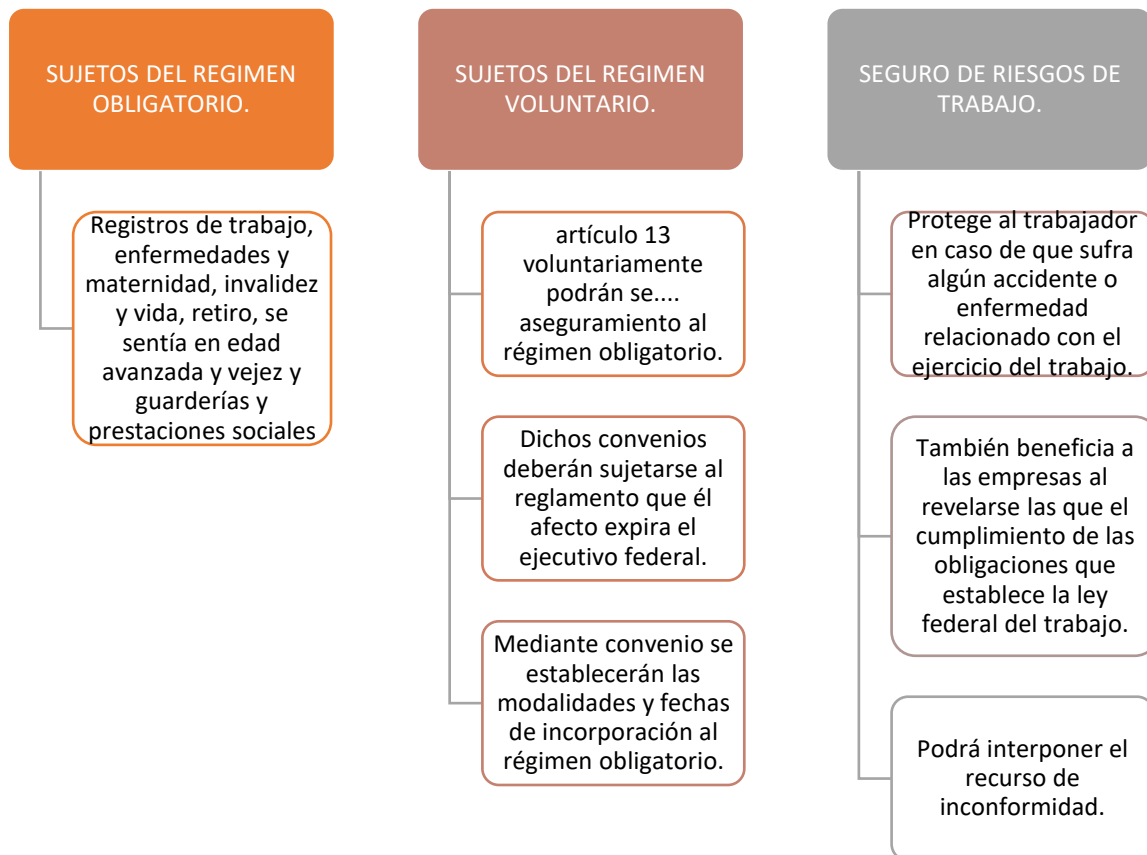 SUJETOS DEL REGIMEN
OBLIGATORIO.
Registros de trabajo,
enfermedades y
maternidad, invalidez
y vida, retiro, se
sentía en edad
avanzada y vejez y
guarderías y
prestaciones sociales
SUJETOS DEL REGIMEN
VOLUNTARIO.
artículo 13
voluntariamente
podrán se....
aseguramiento al
régimen obligatorio.
Dichos convenios
deberán sujetarse al
reglamento que él
afecto expira el
ejecutivo federal.
Mediante convenio se
establecerán las
modalidades y fechas
de incorporación al
régimen obligatorio.
SEGURO DE RIESGOS DE
TRABAJO.
Protege al trabajador
en caso de que sufra
algún accidente o
enfermedad
relacionado con el
ejercicio del trabajo.
También beneficia a
las empresas al
revelarse las que el
cumplimiento de las
obligaciones que
establece la ley
federal del trabajo.
Podrá interponer el
recurso de
inconformidad.